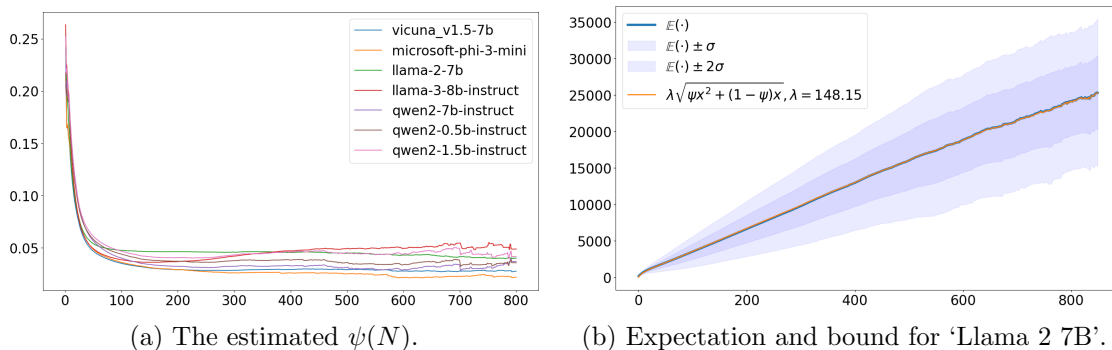 0.25
0.20
0.15
0.10
0.05
0 100 200 300 400 500 600 700 800
vicuna_v1.5-7b
microsoft-phi-3-mini
llama-2-7b
llama-3-8b-instruct
qwen2-7b-instruct
qwen2-0.5b-instruct
qwen2-1.5b-instruct
(a) The estimated ψ(N).
35000
30000
25000
20000
15000
10000
5000
0
0 200 400 600 800
𝔼(·)
𝔼(·) ± σ
𝔼(·) ± 2σ
λ√ψx² + (1 − ψ)x, λ = 148.15
(b) Expectation and bound for ‘Llama 2 7B’.